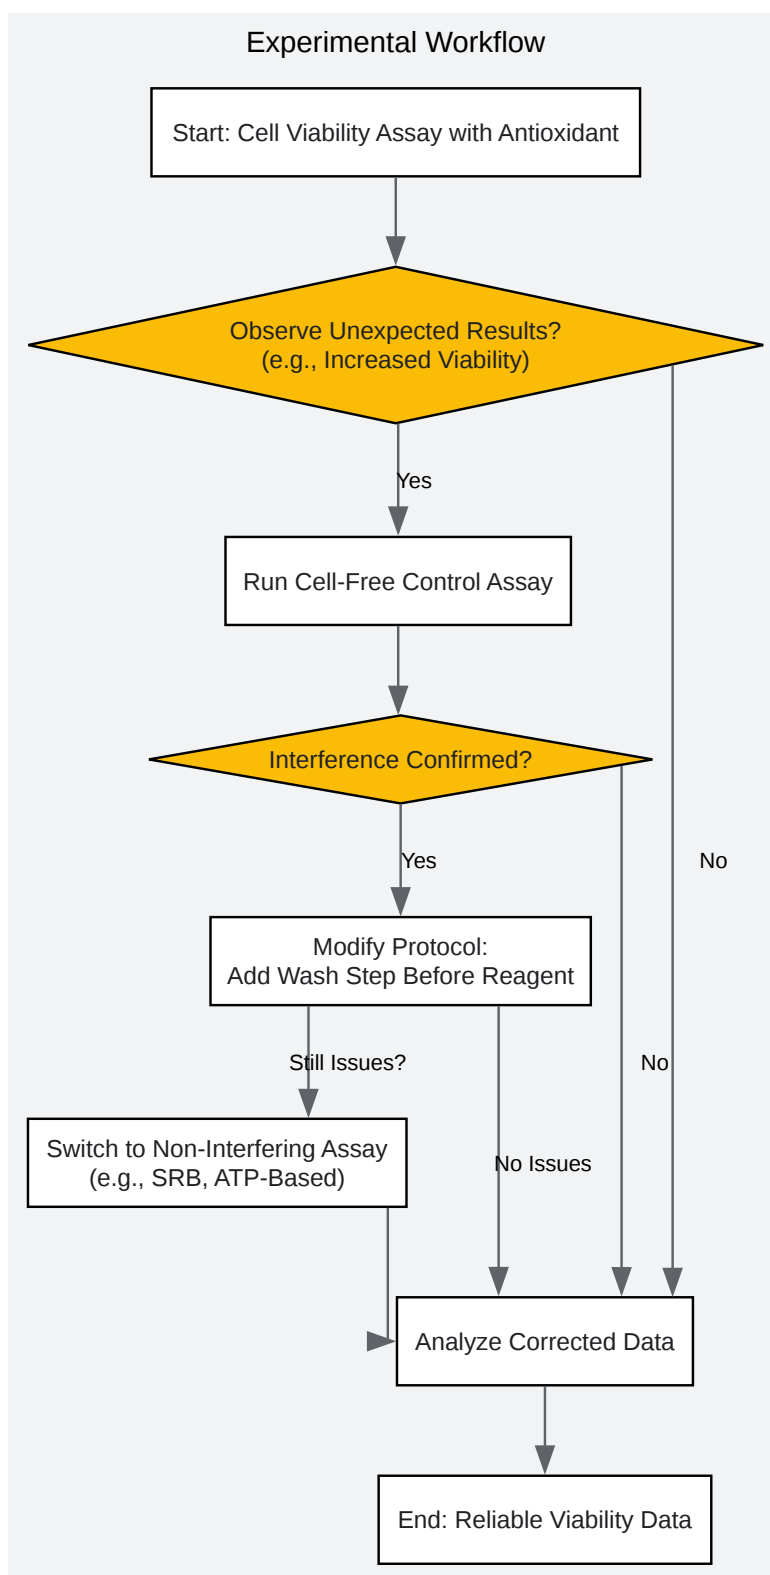 Experimental Workflow
Start: Cell Viability Assay with Antioxidant
Observe Unexpected Results?
(e.g., Increased Viability)
Yes
Run Cell-Free Control Assay
Interference Confirmed?
Yes
No
Modify Protocol:
Add Wash Step Before Reagent
Still Issues?
No
Switch to Non-Interfering Assay
(e.g., SRB, ATP-Based)
No Issues
Analyze Corrected Data
End: Reliable Viability Data